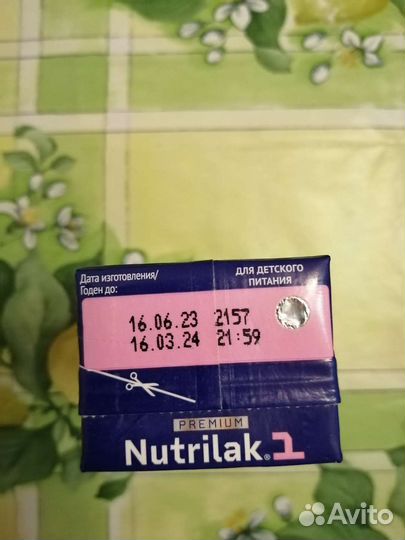 Дата изготовления/
Годен до:
ДЛЯ ДЕТСКОГО
ПИТАНИЯ
16.06.23 2157
16.03.24 21:59
PREMIUM
Nutrilak® 1
Avito